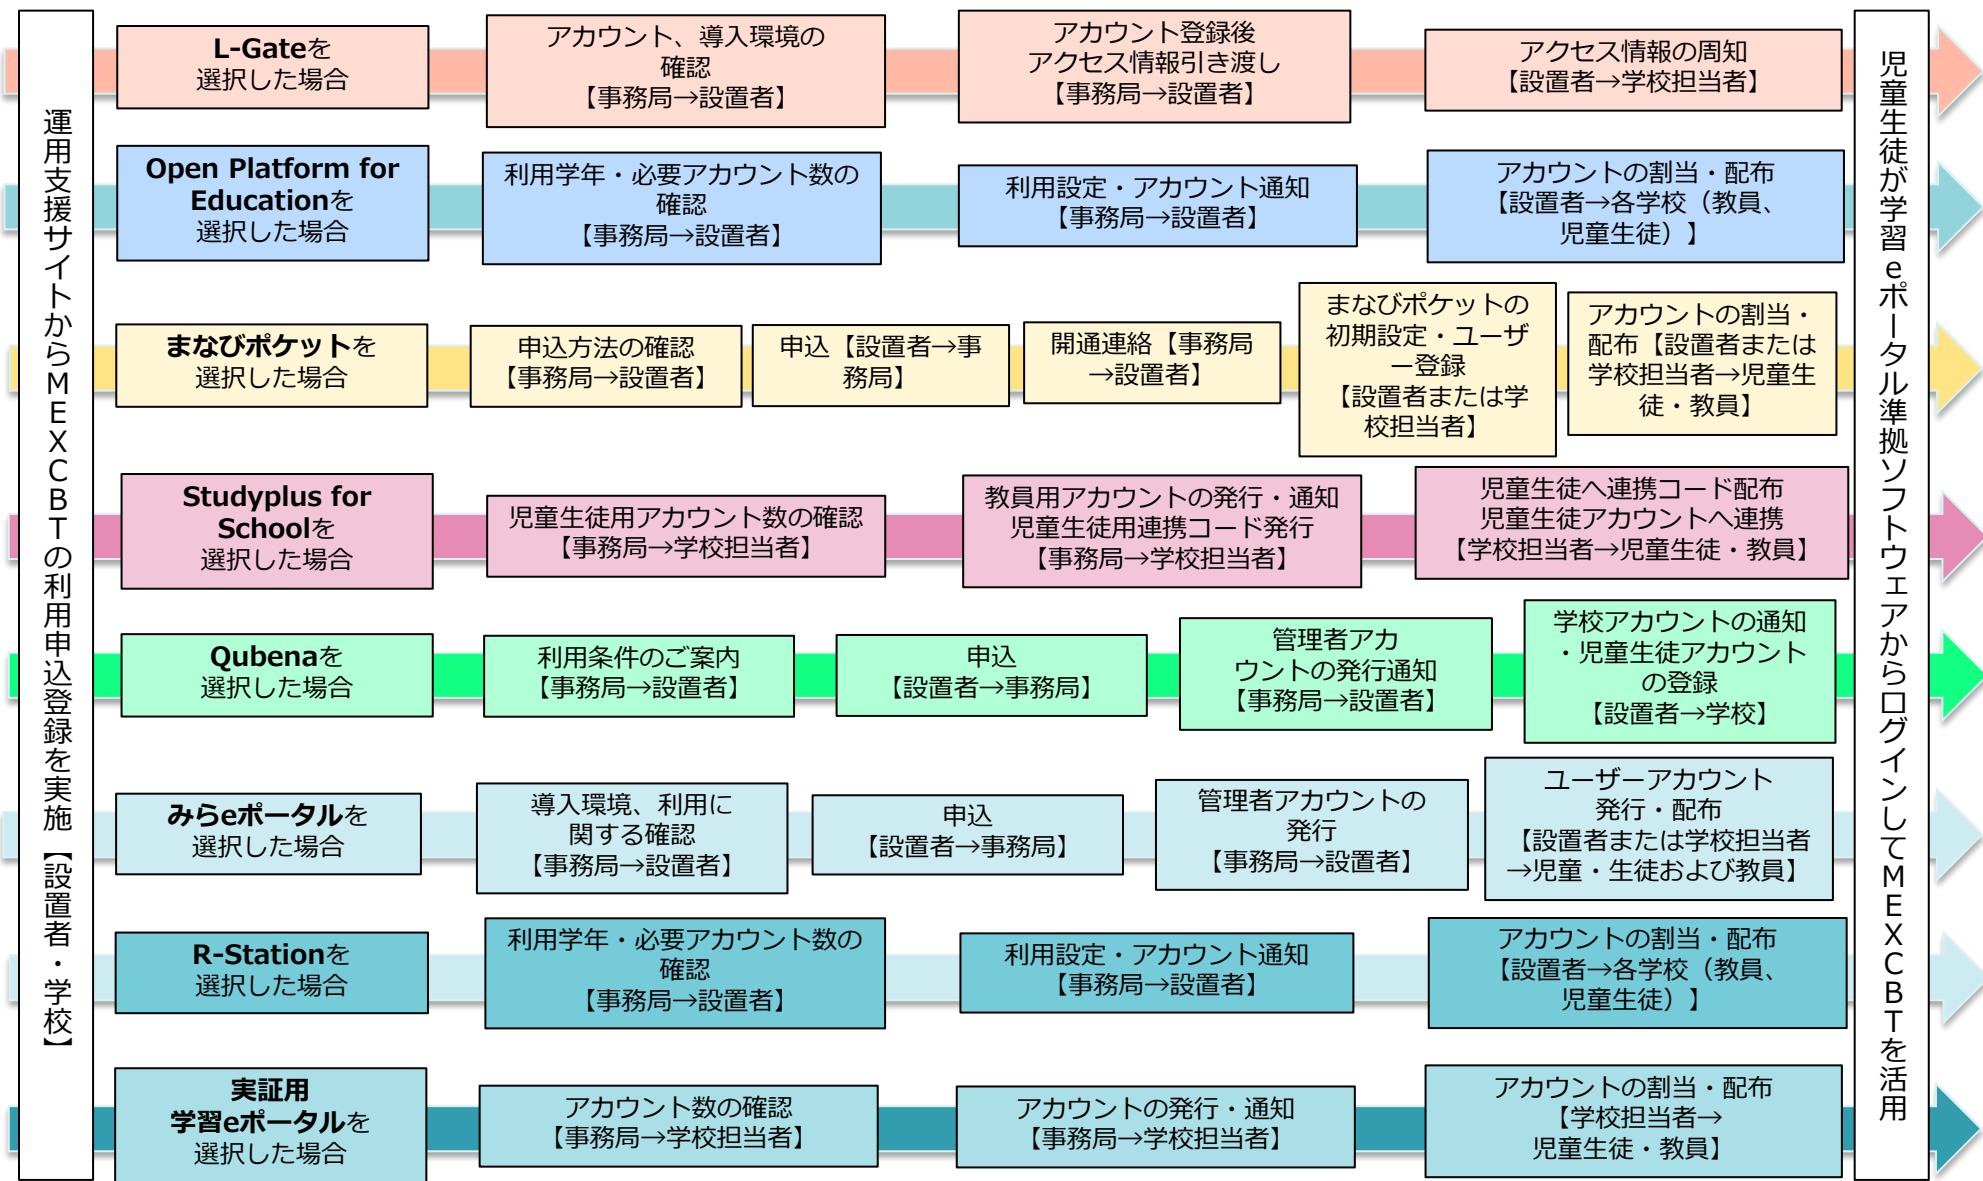 運用支援サイトからMEXCBTの利用申込登録を実施【設置者・学校】
L-Gateを
選択した場合
アカウント、導入環境の
確認
【事務局→設置者】
アカウント登録後
アクセス情報引き渡し
【事務局→設置者】
アクセス情報の周知
【設置者→学校担当者】
Open Platform for
Educationを
選択した場合
利用学年・必要アカウント数の
確認
【事務局→設置者】
利用設定・アカウント通知
【事務局→設置者】
アカウントの割当・配布
【設置者→各学校（教員、
児童生徒）】
まなびポケットを
選択した場合
申込方法の確認
【事務局→設置者】
申込【設置者→事
務局】
開通連絡【事務局
→設置者】
まなびポケットの
初期設定・ユーザ
ー登録
【設置者または学
校担当者】
アカウントの割当・
配布【設置者または
学校担当者→児童生
徒・教員】
Studyplus for
Schoolを
選択した場合
児童生徒用アカウント数の確認
【事務局→学校担当者】
教員用アカウントの発行・通知
児童生徒用連携コード発行
【事務局→学校担当者】
児童生徒へ連携コード配布
児童生徒アカウントへ連携
【学校担当者→児童生徒・教員】
Qubenaを
選択した場合
利用条件のご案内
【事務局→設置者】
申込
【設置者→事務局】
管理者アカ
ウントの発行通知
【事務局→設置者】
学校アカウントの通知
・児童生徒アカウント
の登録
【設置者→学校】
みらeポータルを
選択した場合
導入環境、利用に
関する確認
【事務局→設置者】
申込
【設置者→事務局】
管理者アカウントの
発行
【事務局→設置者】
ユーザーアカウント
発行・配布
【設置者または学校担当者
→児童・生徒および教員】
R-Stationを
選択した場合
利用学年・必要アカウント数の
確認
【事務局→設置者】
利用設定・アカウント通知
【事務局→設置者】
アカウントの割当・配布
【設置者→各学校（教員、
児童生徒）】
実証用
学習eポータルを
選択した場合
アカウント数の確認
【事務局→学校担当者】
アカウントの発行・通知
【事務局→学校担当者】
アカウントの割当・配布
【学校担当者→
児童生徒・教員】
児童生徒が学習eポータル準拠ソフトウェアからログインしてMEXCBTを活用